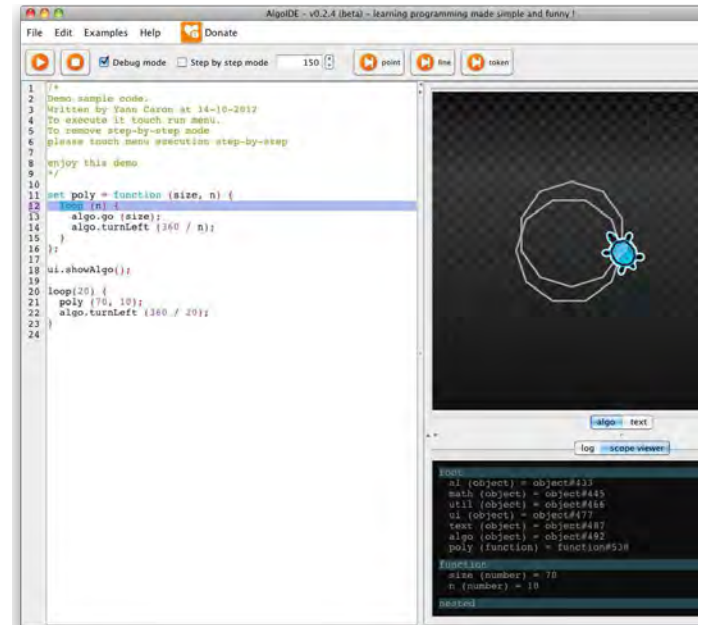 AlgoIDE - v0.2.4 (beta) - learning programming made simple and funny !
File Edit Examples Help Donate
Debug mode Step by step mode 150 point line token
1 /*
2 Demo sample code.
3 Written by Yann Caron at 14-10-2012
4 To execute it touch run menu.
5 To remove step-by-step mode
6 please touch menu execution step-by-step
7
8 enjoy this demo
9 */
10
11 set poly = function (size, n) {
12 loop (n) {
13 algo.go (size);
14 algo.turnLeft (360 / n);
15 }
16 };
17
18 ui.showAlgo();
19
20 loop(20) {
21 poly (70, 10);
22 algo.turnLeft (360 / 20);
23 }
24
algo text
log scope viewer
root
al (object) = object#433
math (object) = object#445
util (object) = object#466
ui (object) = object#477
text (object) = object#487
algo (object) = object#492
poly (function) = function#528
function
size (number) = 70
n (number) = 10
nested